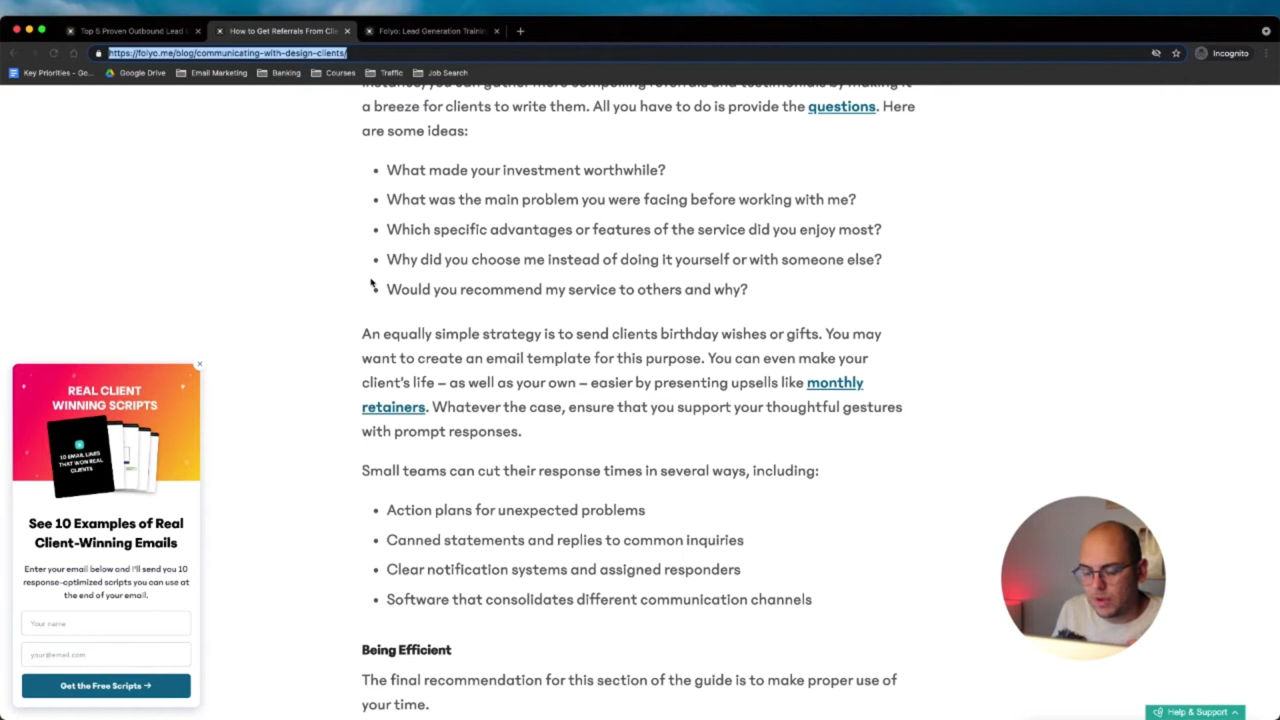 Top 5 Proven Outbound Lead
How to Get Referrals From Clie
Folyo: Lead Generation Trainin
https://folyo.me/blog/communicating-with-design-clients/
Incognito
Key Priorities - Go...
Google Drive
Email Marketing
Banking
Courses
Traffic
Job Search
a breeze for clients to write them. All you have to do is provide the questions. Here
are some ideas:
• What made your investment worthwhile?
• What was the main problem you were facing before working with me?
• Which specific advantages or features of the service did you enjoy most?
• Why did you choose me instead of doing it yourself or with someone else?
• Would you recommend my service to others and why?
An equally simple strategy is to send clients birthday wishes or gifts. You may
want to create an email template for this purpose. You can even make your
client's life – as well as your own – easier by presenting upsells like monthly
retainers. Whatever the case, ensure that you support your thoughtful gestures
with prompt responses.
Small teams can cut their response times in several ways, including:
• Action plans for unexpected problems
• Canned statements and replies to common inquiries
• Clear notification systems and assigned responders
• Software that consolidates different communication channels
Being Efficient
The final recommendation for this section of the guide is to make proper use of
your time.
REAL CLIENT
WINNING SCRIPTS
10 EMAIL LINES
THAT WON REAL
CLIENTS
See 10 Examples of Real
Client-Winning Emails
Enter your email below and I'll send you 10
response-optimized scripts you can use at
the end of your email.
Your name
your@email.com
Get the Free Scripts →
Help & Support